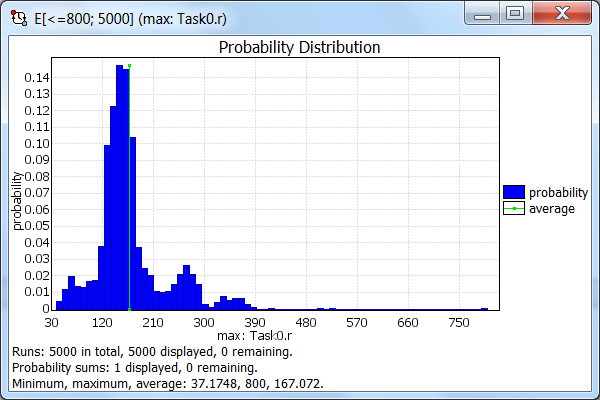 E[<=800; 5000] (max: Task0.r)
Probability Distribution
0.14
0.13
0.12
0.11
0.10
0.09
0.08
0.07
0.06
0.05
0.04
0.03
0.02
0.01
0
probability
30 120 210 300 390 480 570 660 750
max: Task0.r
probability
average
Runs: 5000 in total, 5000 displayed, 0 remaining.
Probability sums: 1 displayed, 0 remaining.
Minimum, maximum, average: 37.1748, 800, 167.072.